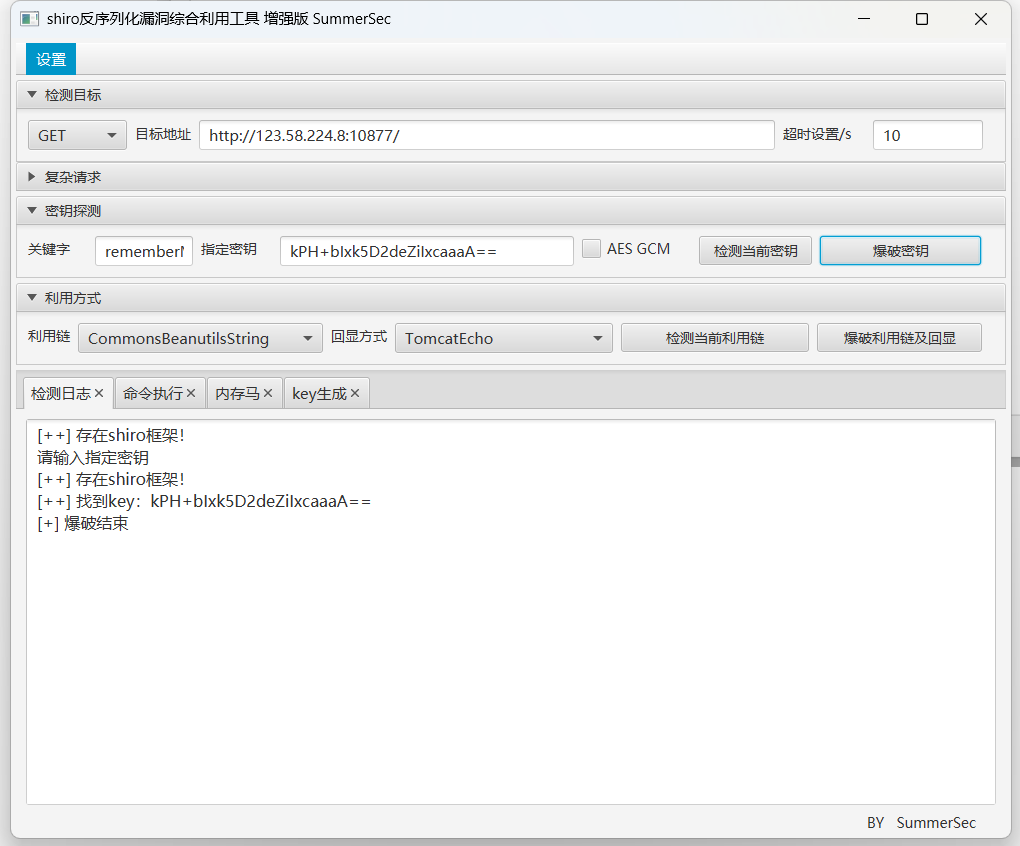 shiro反序列化漏洞综合利用工具 增强版 SummerSec
设置
检测目标
GET 目标地址 http://123.58.224.8:10877/ 超时设置/s 10
复杂请求
密钥探测
关键字 rememberM 指定密钥 kPH+bIxk5D2deZiIxcaaaA== AES GCM 检测当前密钥 爆破密钥
利用方式
利用链 CommonsBeanutilsString 回显方式 TomcatEcho 检测当前利用链 爆破利用链及回显
检测日志× 命令执行× 内存马× key生成×
[++] 存在shiro框架！
请输入指定密钥
[++] 存在shiro框架！
[++] 找到key：kPH+bIxk5D2deZiIxcaaaA==
[+] 爆破结束
BY SummerSec